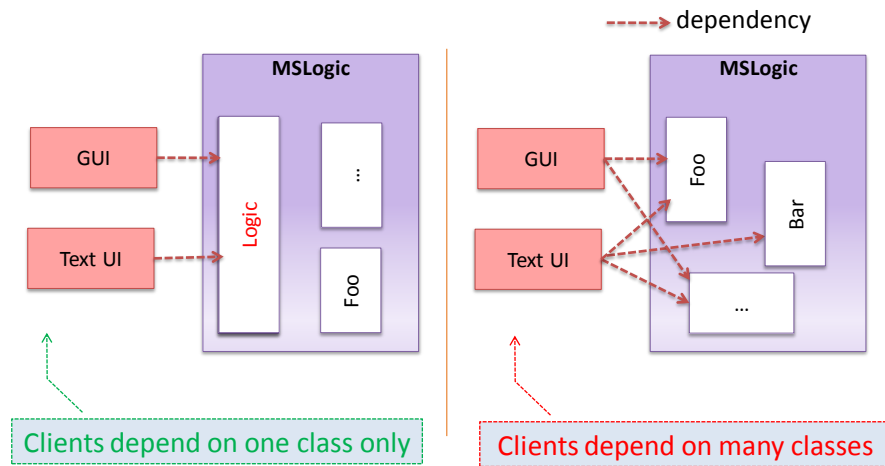 dependency
MSLogic
GUI
Text UI
Logic
...
Foo
Clients depend on one class only
MSLogic
GUI
Text UI
Foo
Bar
...
Clients depend on many classes